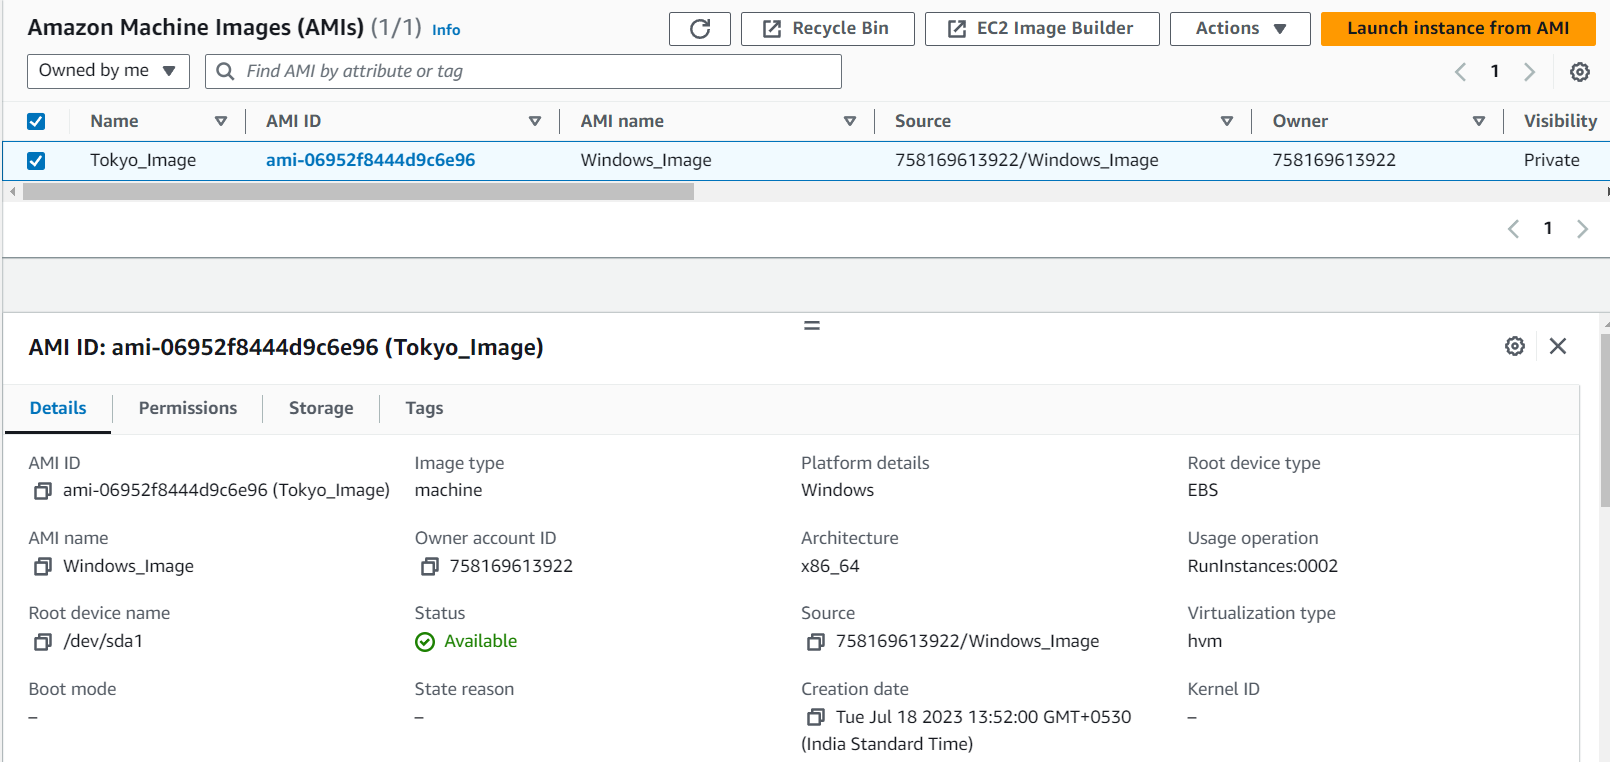 Amazon Machine Images (AMIs) (1/1) Info
Recycle Bin
EC2 Image Builder
Actions
Launch instance from AMI
Owned by me
Find AMI by attribute or tag
1
Name AMI ID AMI name Source Owner Visibility
Tokyo_Image ami-06952f8444d9c6e96 Windows_Image 758169613922/Windows_Image 758169613922 Private
1
AMI ID: ami-06952f8444d9c6e96 (Tokyo_Image)
Details Permissions Storage Tags
AMI ID Image type Platform details Root device type
ami-06952f8444d9c6e96 (Tokyo_Image) machine Windows EBS
AMI name Owner account ID Architecture Usage operation
Windows_Image 758169613922 x86_64 RunInstances:0002
Root device name Status Source Virtualization type
/dev/sda1 Available 758169613922/Windows_Image hvm
Boot mode State reason Creation date Kernel ID
– – Tue Jul 18 2023 13:52:00 GMT+0530 –
(India Standard Time)